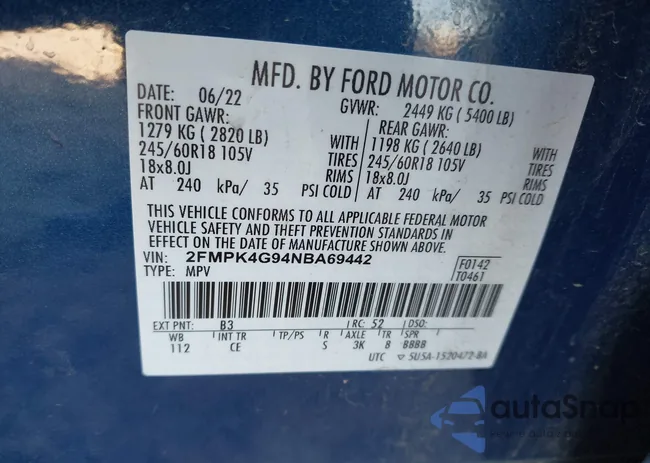 MFD. BY FORD MOTOR CO.
DATE: 06/22 GVWR: 2449 KG ( 5400 LB)
FRONT GAWR: REAR GAWR:
1279 KG ( 2820 LB) WITH 1198 KG ( 2640 LB) WITH
245/60R18 105V TIRES 245/60R18 105V TIRES
18x8.0J RIMS 18x8.0J RIMS
AT 240 kPa/ 35 PSI COLD AT 240 kPa/ 35 PSI COLD
THIS VEHICLE CONFORMS TO ALL APPLICABLE FEDERAL MOTOR
VEHICLE SAFETY AND THEFT PREVENTION STANDARDS IN
EFFECT ON THE DATE OF MANUFACTURE SHOWN ABOVE.
VIN: 2FMPK4G94NBA69442 F0142
TYPE: MPV T0461
EXT PNT: B3 RC: 52 DSO:
WB INT TR TP/PS R AXLE TR SPR
112 CE S 3K 8 BBBB
UTC 5U5A-1520472-BA
autoSnap